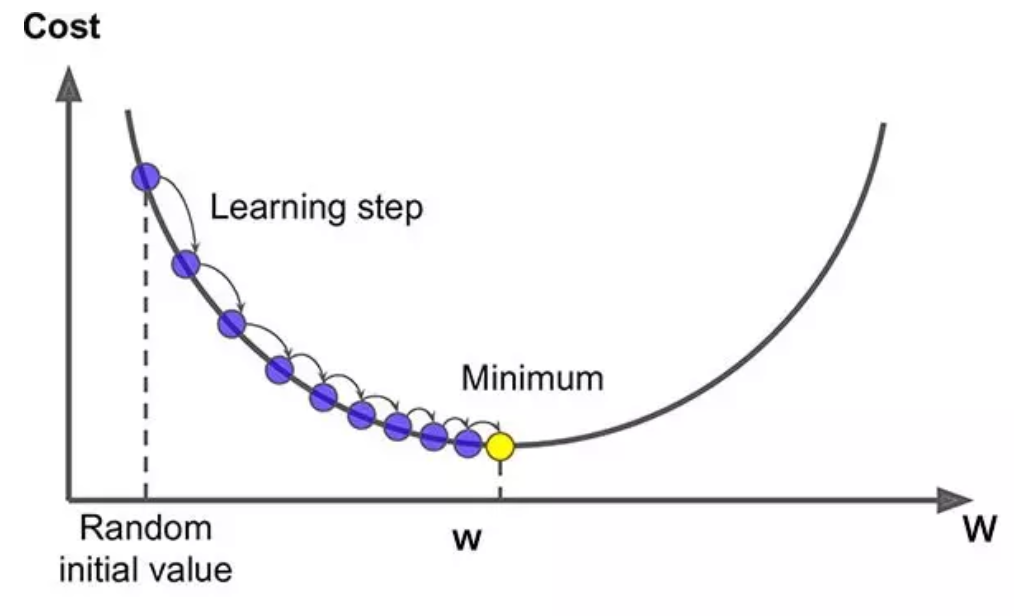 Cost
Learning step
Minimum
Random
initial value
w
W